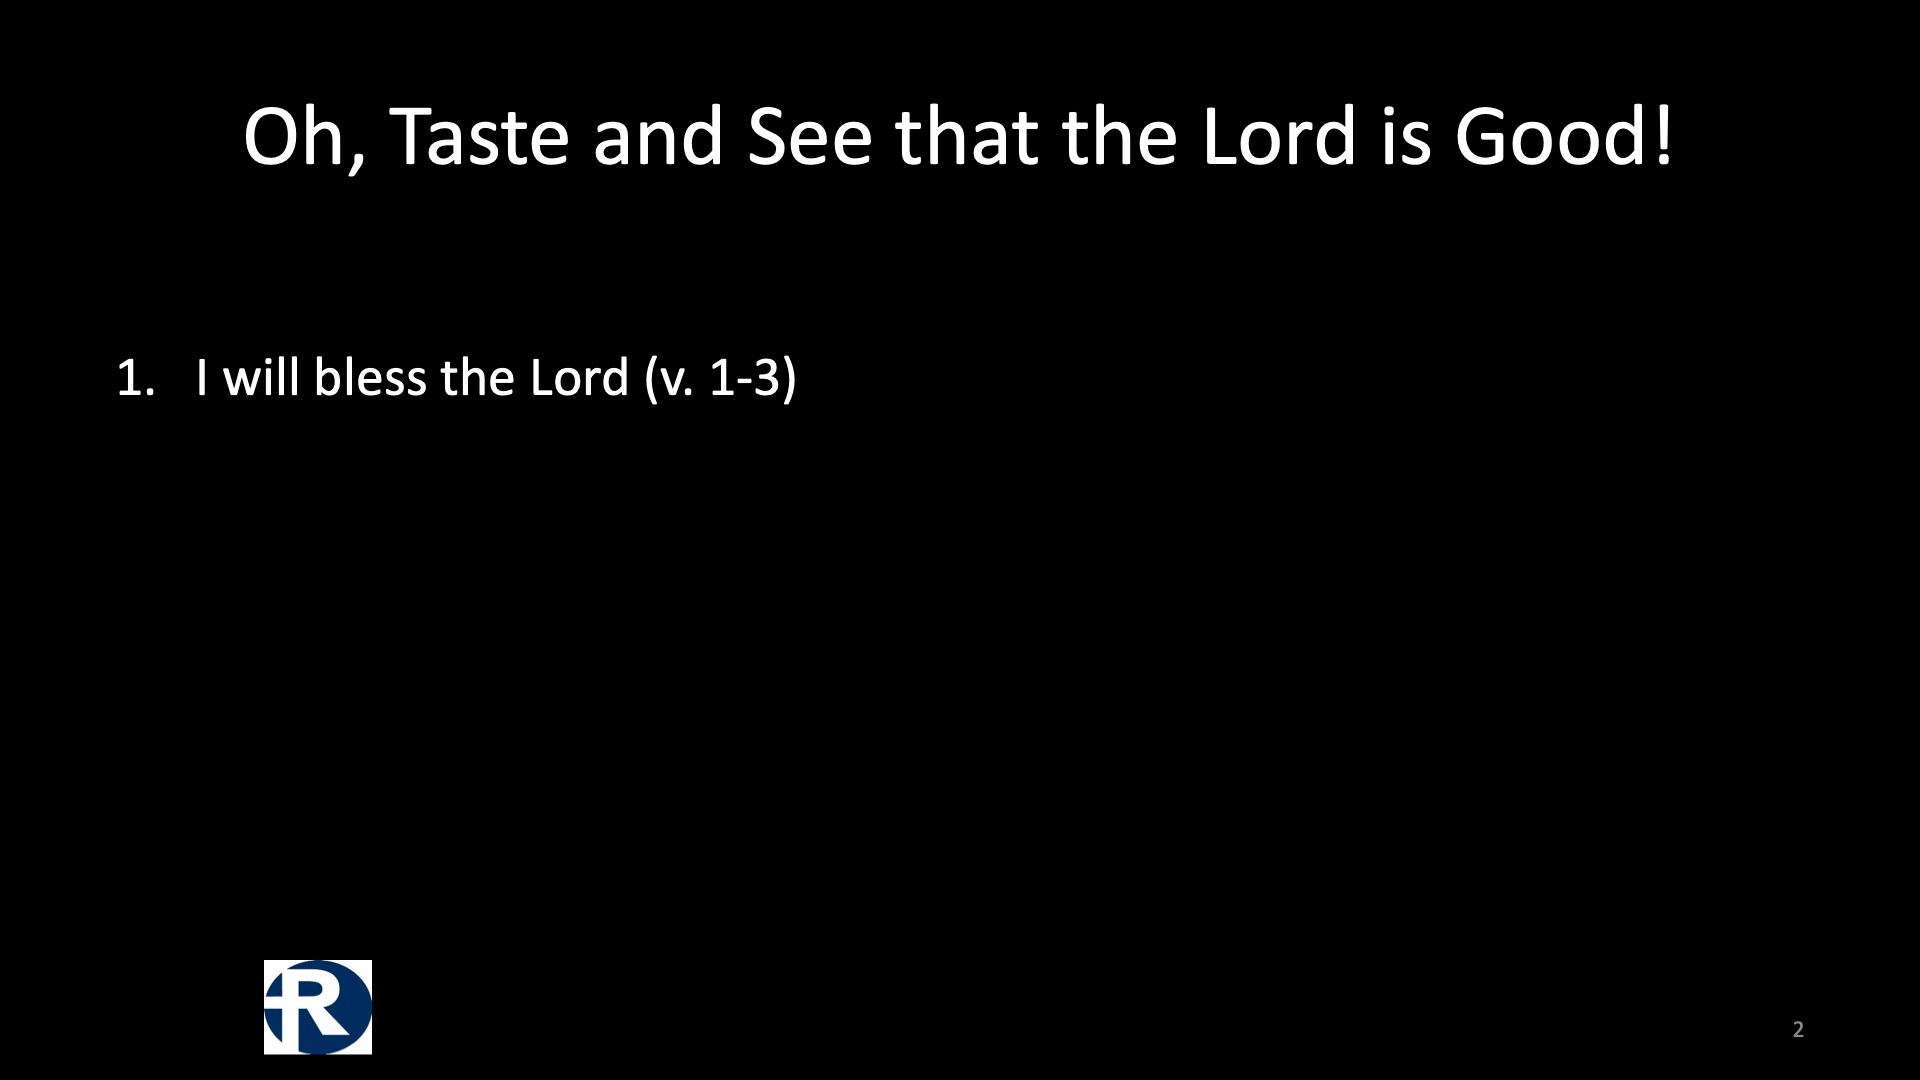 Oh, Taste and See that the Lord is Good!
1. I will bless the Lord (v. 1-3)
R
2